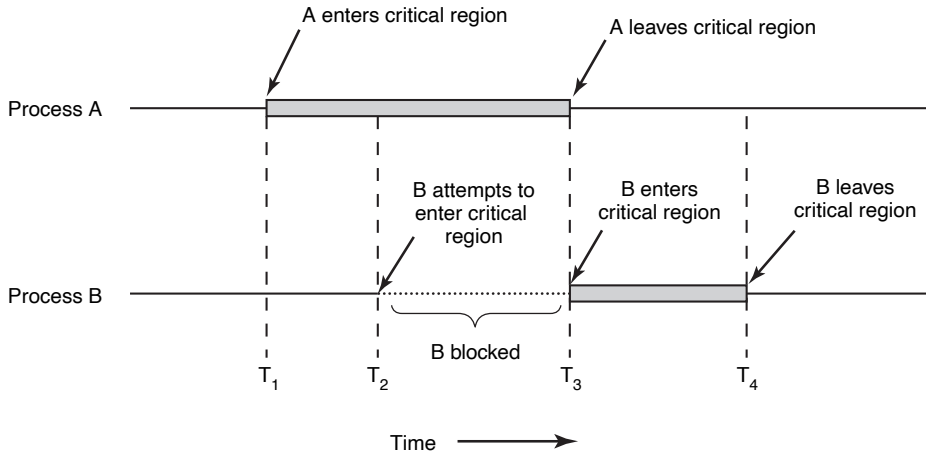 A enters critical region
A leaves critical region
Process A
B attempts to
enter critical
region
B enters
critical region
B leaves
critical region
Process B
B blocked
T1
T2
T3
T4
Time